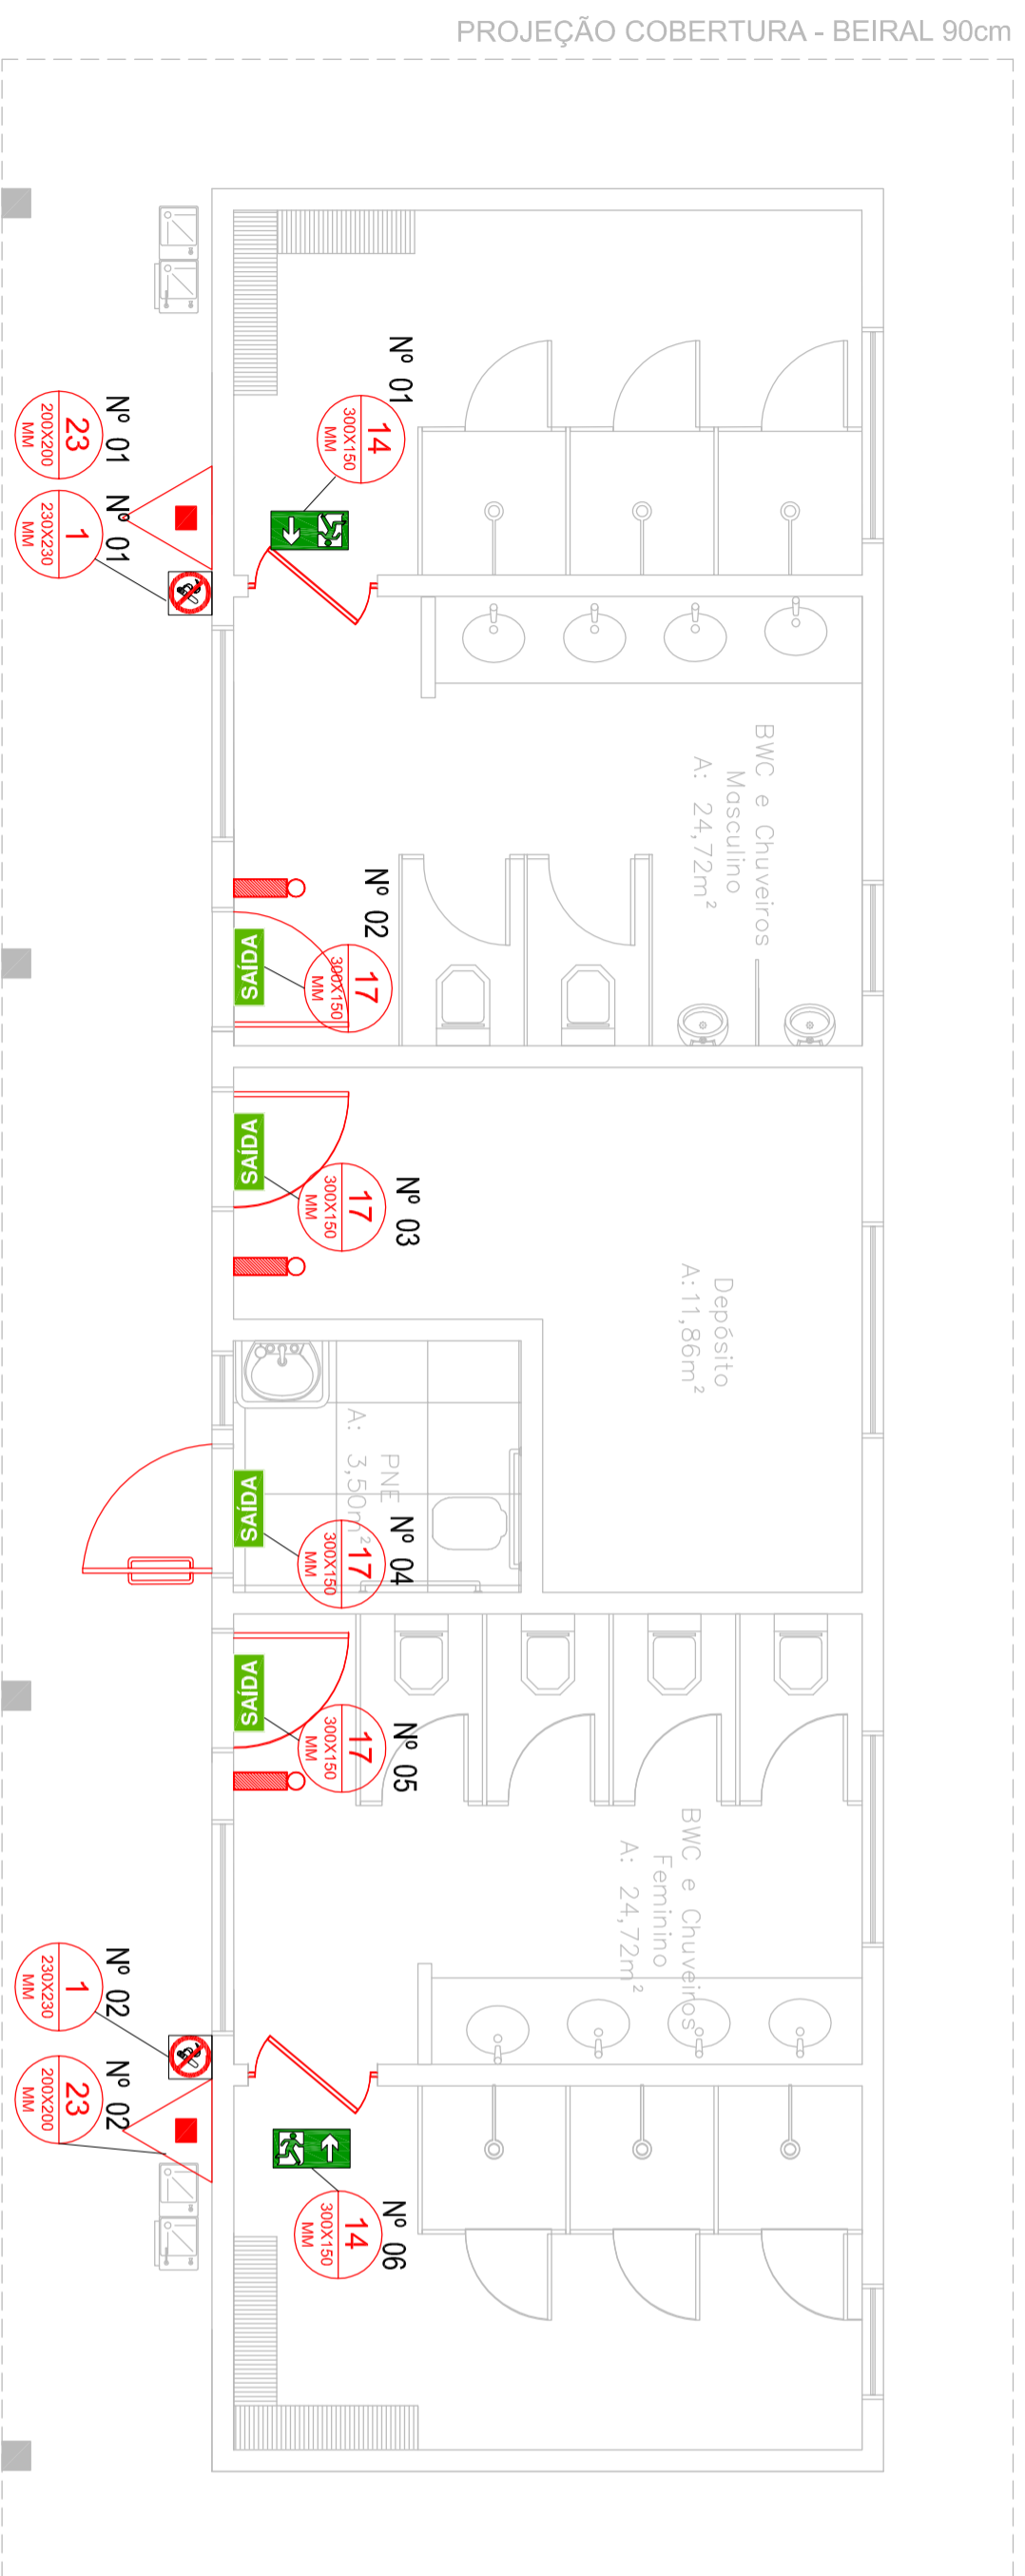 PROJEÇÃO COBERTURA - BEIRAL 90cm
Nº 01
14
300X150
MM
Nº 01
23
200X200
MM
Nº 01
1
230X230
MM
BWC e Chuveiros
Masculino
A: 24,72m²
Nº 02
17
300X150
MM
SAÍDA
Nº 03
17
300X150
MM
SAÍDA
Depósito
A: 11,86m²
PNE
A: 3,50m²
Nº 04
17
300X150
MM
SAÍDA
Nº 05
17
300X150
MM
SAÍDA
BWC e Chuveiros
Feminino
A: 24,72m²
Nº 02
1
230X230
MM
Nº 02
23
200X200
MM
Nº 06
14
300X150
MM